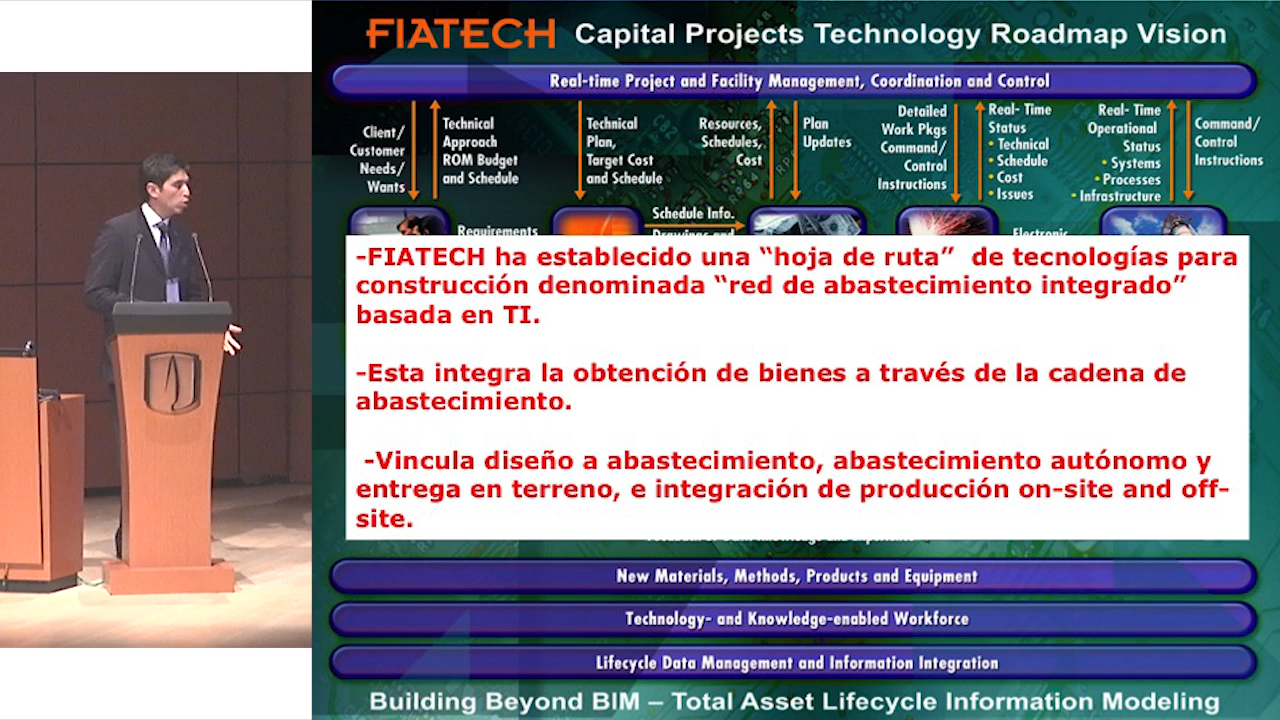 FIATECH Capital Projects Technology Roadmap Vision
Real-time Project and Facility Management, Coordination and Control
Client/
Customer
Needs/
Wants
Technical
Approach
ROM Budget
and Schedule
Technical
Plan,
Target Cost
and Schedule
Resources,
Schedules,
Cost
Plan
Updates
Detailed
Work Pkgs
Command/
Control
Instructions
Real- Time
Status
• Technical
• Schedule
• Cost
• Issues
Real- Time
Operational
Status
• Systems
• Processes
• Infrastructure
Command/
Control
Instructions
Requirements
Schedule Info.
Drawings and
Electronic
-FIATECH ha establecido una “hoja de ruta”  de tecnologías para
construcción denominada “red de abastecimiento integrado”
basada en TI.
-Esta integra la obtención de bienes a través de la cadena de
abastecimiento.
-Vincula diseño a abastecimiento, abastecimiento autónomo y
entrega en terreno, e integración de producción on-site and off-
site.
New Materials, Methods, Products and Equipment
Technology- and Knowledge-enabled Workforce
Lifecycle Data Management and Information Integration
Building Beyond BIM – Total Asset Lifecycle Information Modeling